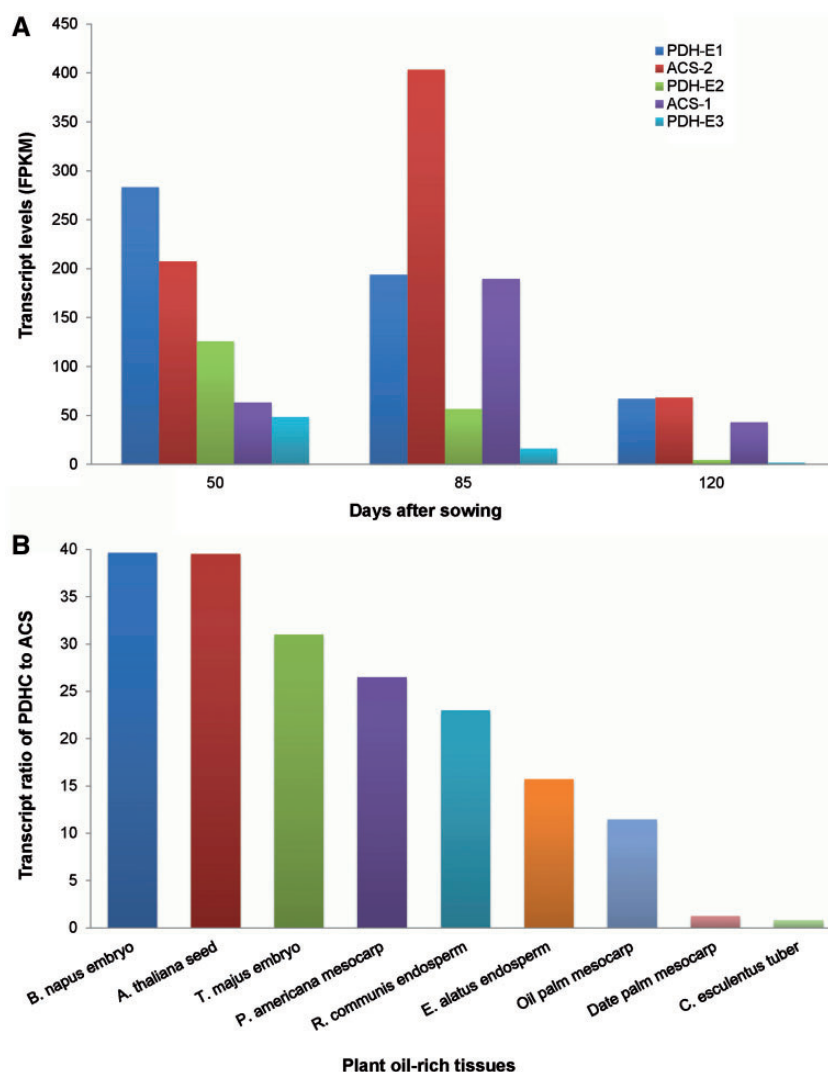 A
450
400
350
300
250
200
150
100
50
0
Transcript levels (FPKM)
PDH-E1
ACS-2
PDH-E2
ACS-1
PDH-E3
50 85 120
Days after sowing
B
40
35
30
25
20
15
10
5
0
Transcript ratio of PDHC to ACS
B. napus embryo
A. thaliana seed
T. majus embryo
P. americana mesocarp
R. communis endosperm
E. alatus endosperm
Oil palm mesocarp
Date palm mesocarp
C. esculentus tuber
Plant oil-rich tissues